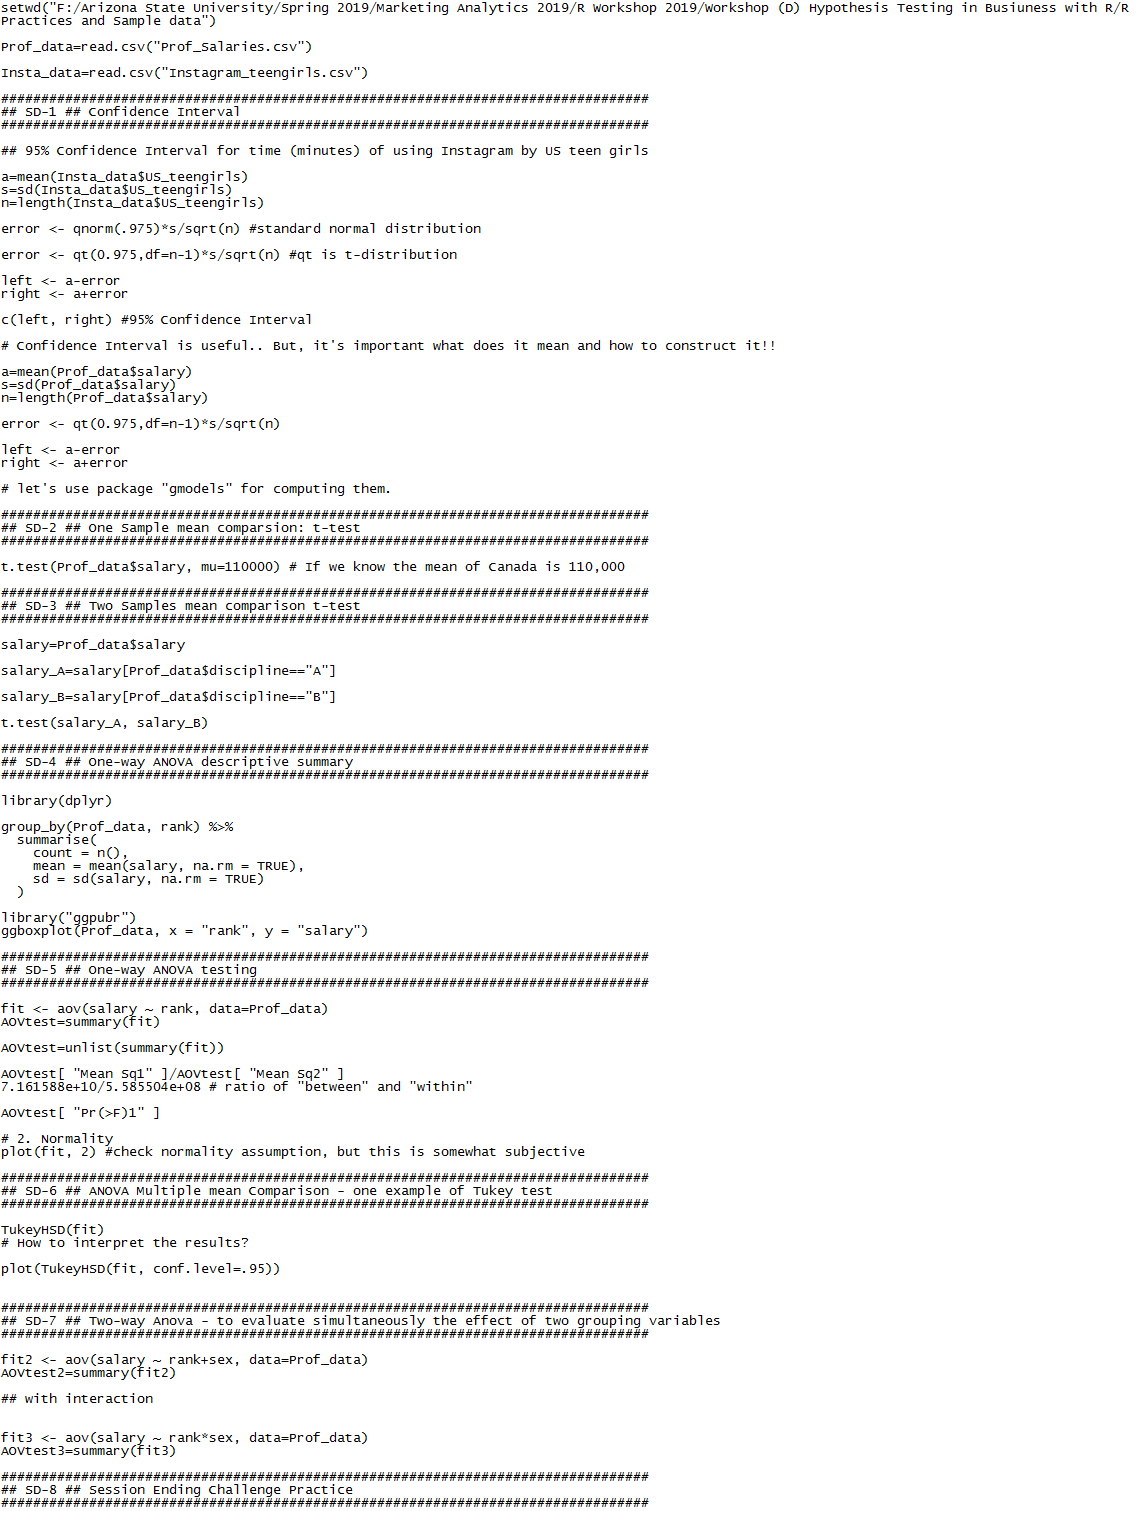 setwd("F:/Arizona State University/Spring 2019/Marketing Analytics 2019/R Workshop 2019/Workshop (D) Hypothesis Testing in Busiuness with R/R
Practices and Sample data")
Prof_data=read.csv("Prof_Salaries.csv")
Insta_data=read.csv("Instagram_teengirls.csv")
#################################################################################
## SD-1 ## Confidence Interval
#################################################################################
## 95% Confidence Interval for time (minutes) of using Instagram by US teen girls
a=mean(Insta_data$US_teengirls)
s=sd(Insta_data$US_teengirls)
n=length(Insta_data$US_teengirls)
error <- qnorm(.975)*s/sqrt(n) #standard normal distribution
error <- qt(0.975,df=n-1)*s/sqrt(n) #qt is t-distribution
left <- a-error
right <- a+error
c(left, right) #95% Confidence Interval
# Confidence Interval is useful.. But, it's important what does it mean and how to construct it!!
a=mean(Prof_data$salary)
s=sd(Prof_data$salary)
n=length(Prof_data$salary)
error <- qt(0.975,df=n-1)*s/sqrt(n)
left <- a-error
right <- a+error
# let's use package "gmodels" for computing them.
#################################################################################
## SD-2 ## One Sample mean comparsion: t-test
#################################################################################
t.test(Prof_data$salary, mu=110000) # If we know the mean of Canada is 110,000
#################################################################################
## SD-3 ## Two Samples mean comparison t-test
#################################################################################
salary=Prof_data$salary
salary_A=salary[Prof_data$discipline=="A"]
salary_B=salary[Prof_data$discipline=="B"]
t.test(salary_A, salary_B)
#################################################################################
## SD-4 ## One-way ANOVA descriptive summary
#################################################################################
library(dplyr)
group_by(Prof_data, rank) %>%
  summarise(
    count = n(),
    mean = mean(salary, na.rm = TRUE),
    sd = sd(salary, na.rm = TRUE)
  )
library("ggpubr")
ggboxplot(Prof_data, x = "rank", y = "salary")
#################################################################################
## SD-5 ## One-way ANOVA testing
#################################################################################
fit <- aov(salary ~ rank, data=Prof_data)
AOVtest=summary(fit)
AOVtest=unlist(summary(fit))
AOVtest[ "Mean Sq1" ]/AOVtest[ "Mean Sq2" ]
7.161588e+10/5.585504e+08 # ratio of "between" and "within"
AOVtest[ "Pr(>F)1" ]
# 2. Normality
plot(fit, 2) #check normality assumption, but this is somewhat subjective
#################################################################################
## SD-6 ## ANOVA Multiple mean Comparison - one example of Tukey test
#################################################################################
TukeyHSD(fit)
# How to interpret the results?
plot(TukeyHSD(fit, conf.level=.95))
#################################################################################
## SD-7 ## Two-way Anova - to evaluate simultaneously the effect of two grouping variables
#################################################################################
fit2 <- aov(salary ~ rank+sex, data=Prof_data)
AOVtest2=summary(fit2)
## with interaction
fit3 <- aov(salary ~ rank*sex, data=Prof_data)
AOVtest3=summary(fit3)
#################################################################################
## SD-8 ## Session Ending Challenge Practice
#################################################################################